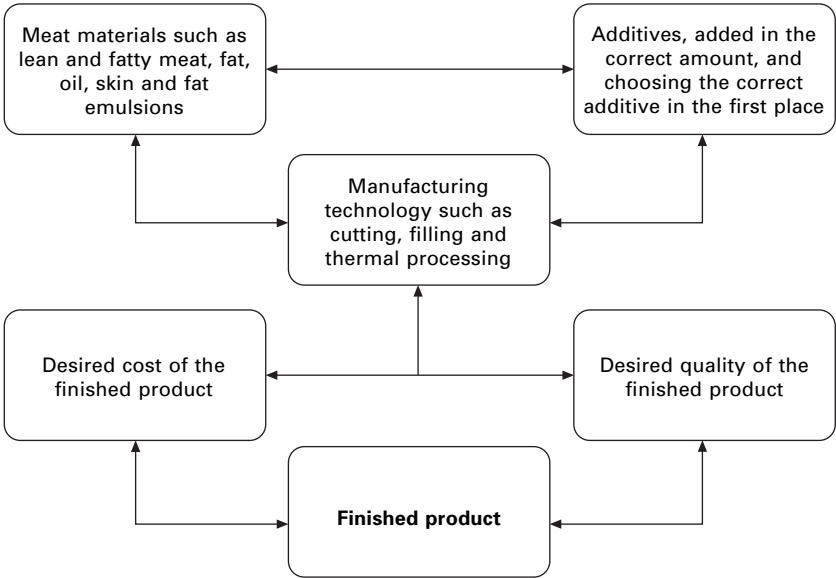 Meat materials such as
lean and fatty meat, fat,
oil, skin and fat
emulsions
Additives, added in the
correct amount, and
choosing the correct
additive in the first place
Manufacturing
technology such as
cutting, filling and
thermal processing
Desired cost of the
finished product
Desired quality of the
finished product
Finished product